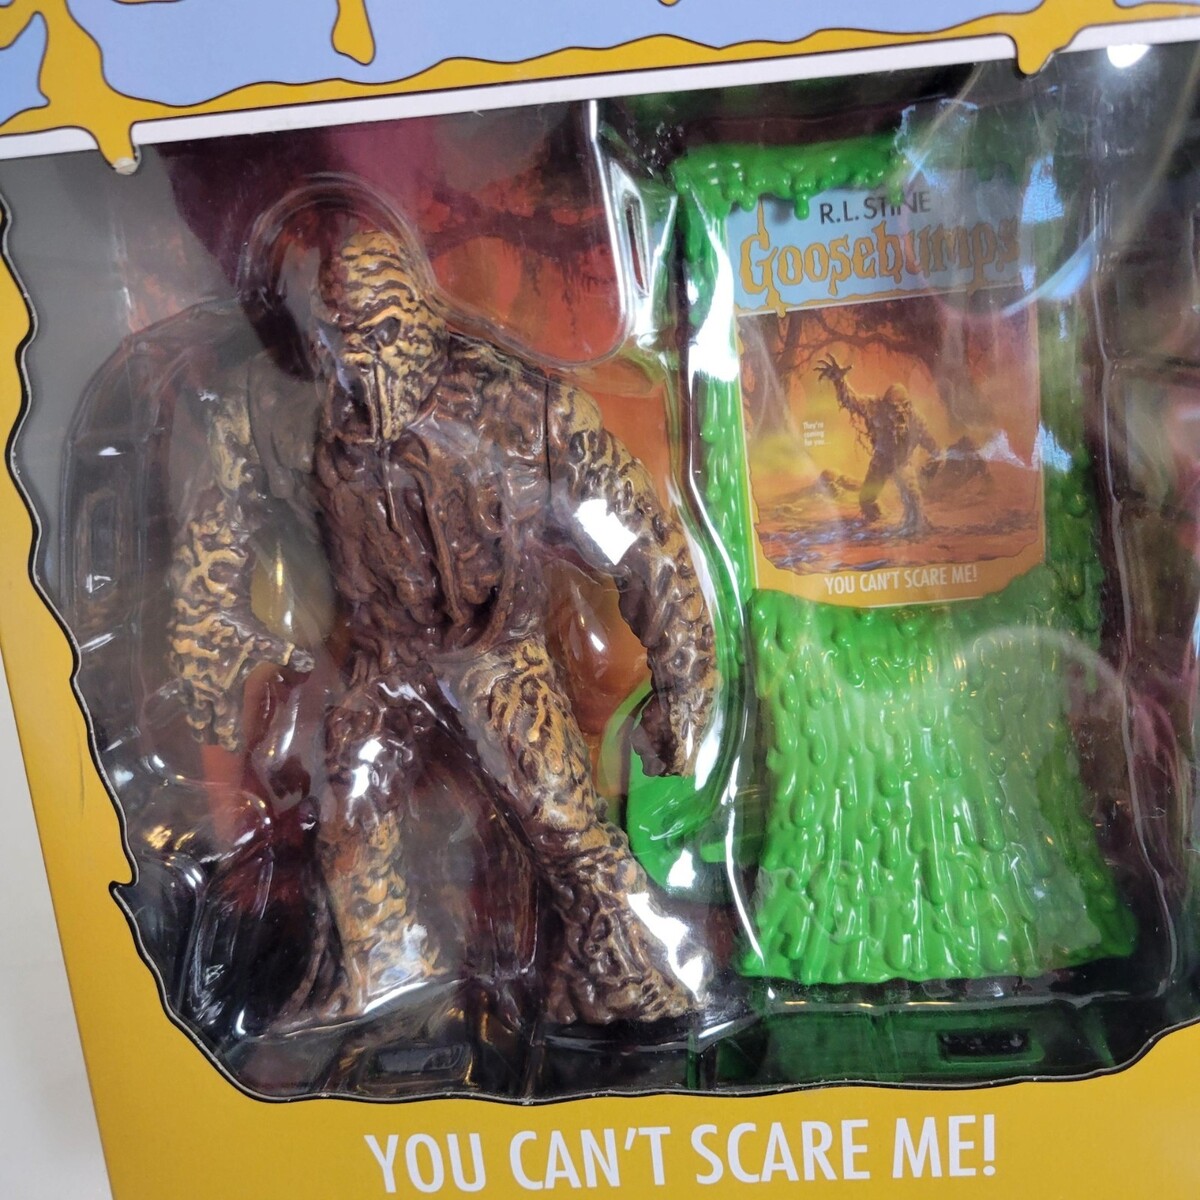 R.L. STINE
Goosebumps
They're
coming
for you...
YOU CAN'T SCARE ME!
YOU CAN'T SCARE ME!